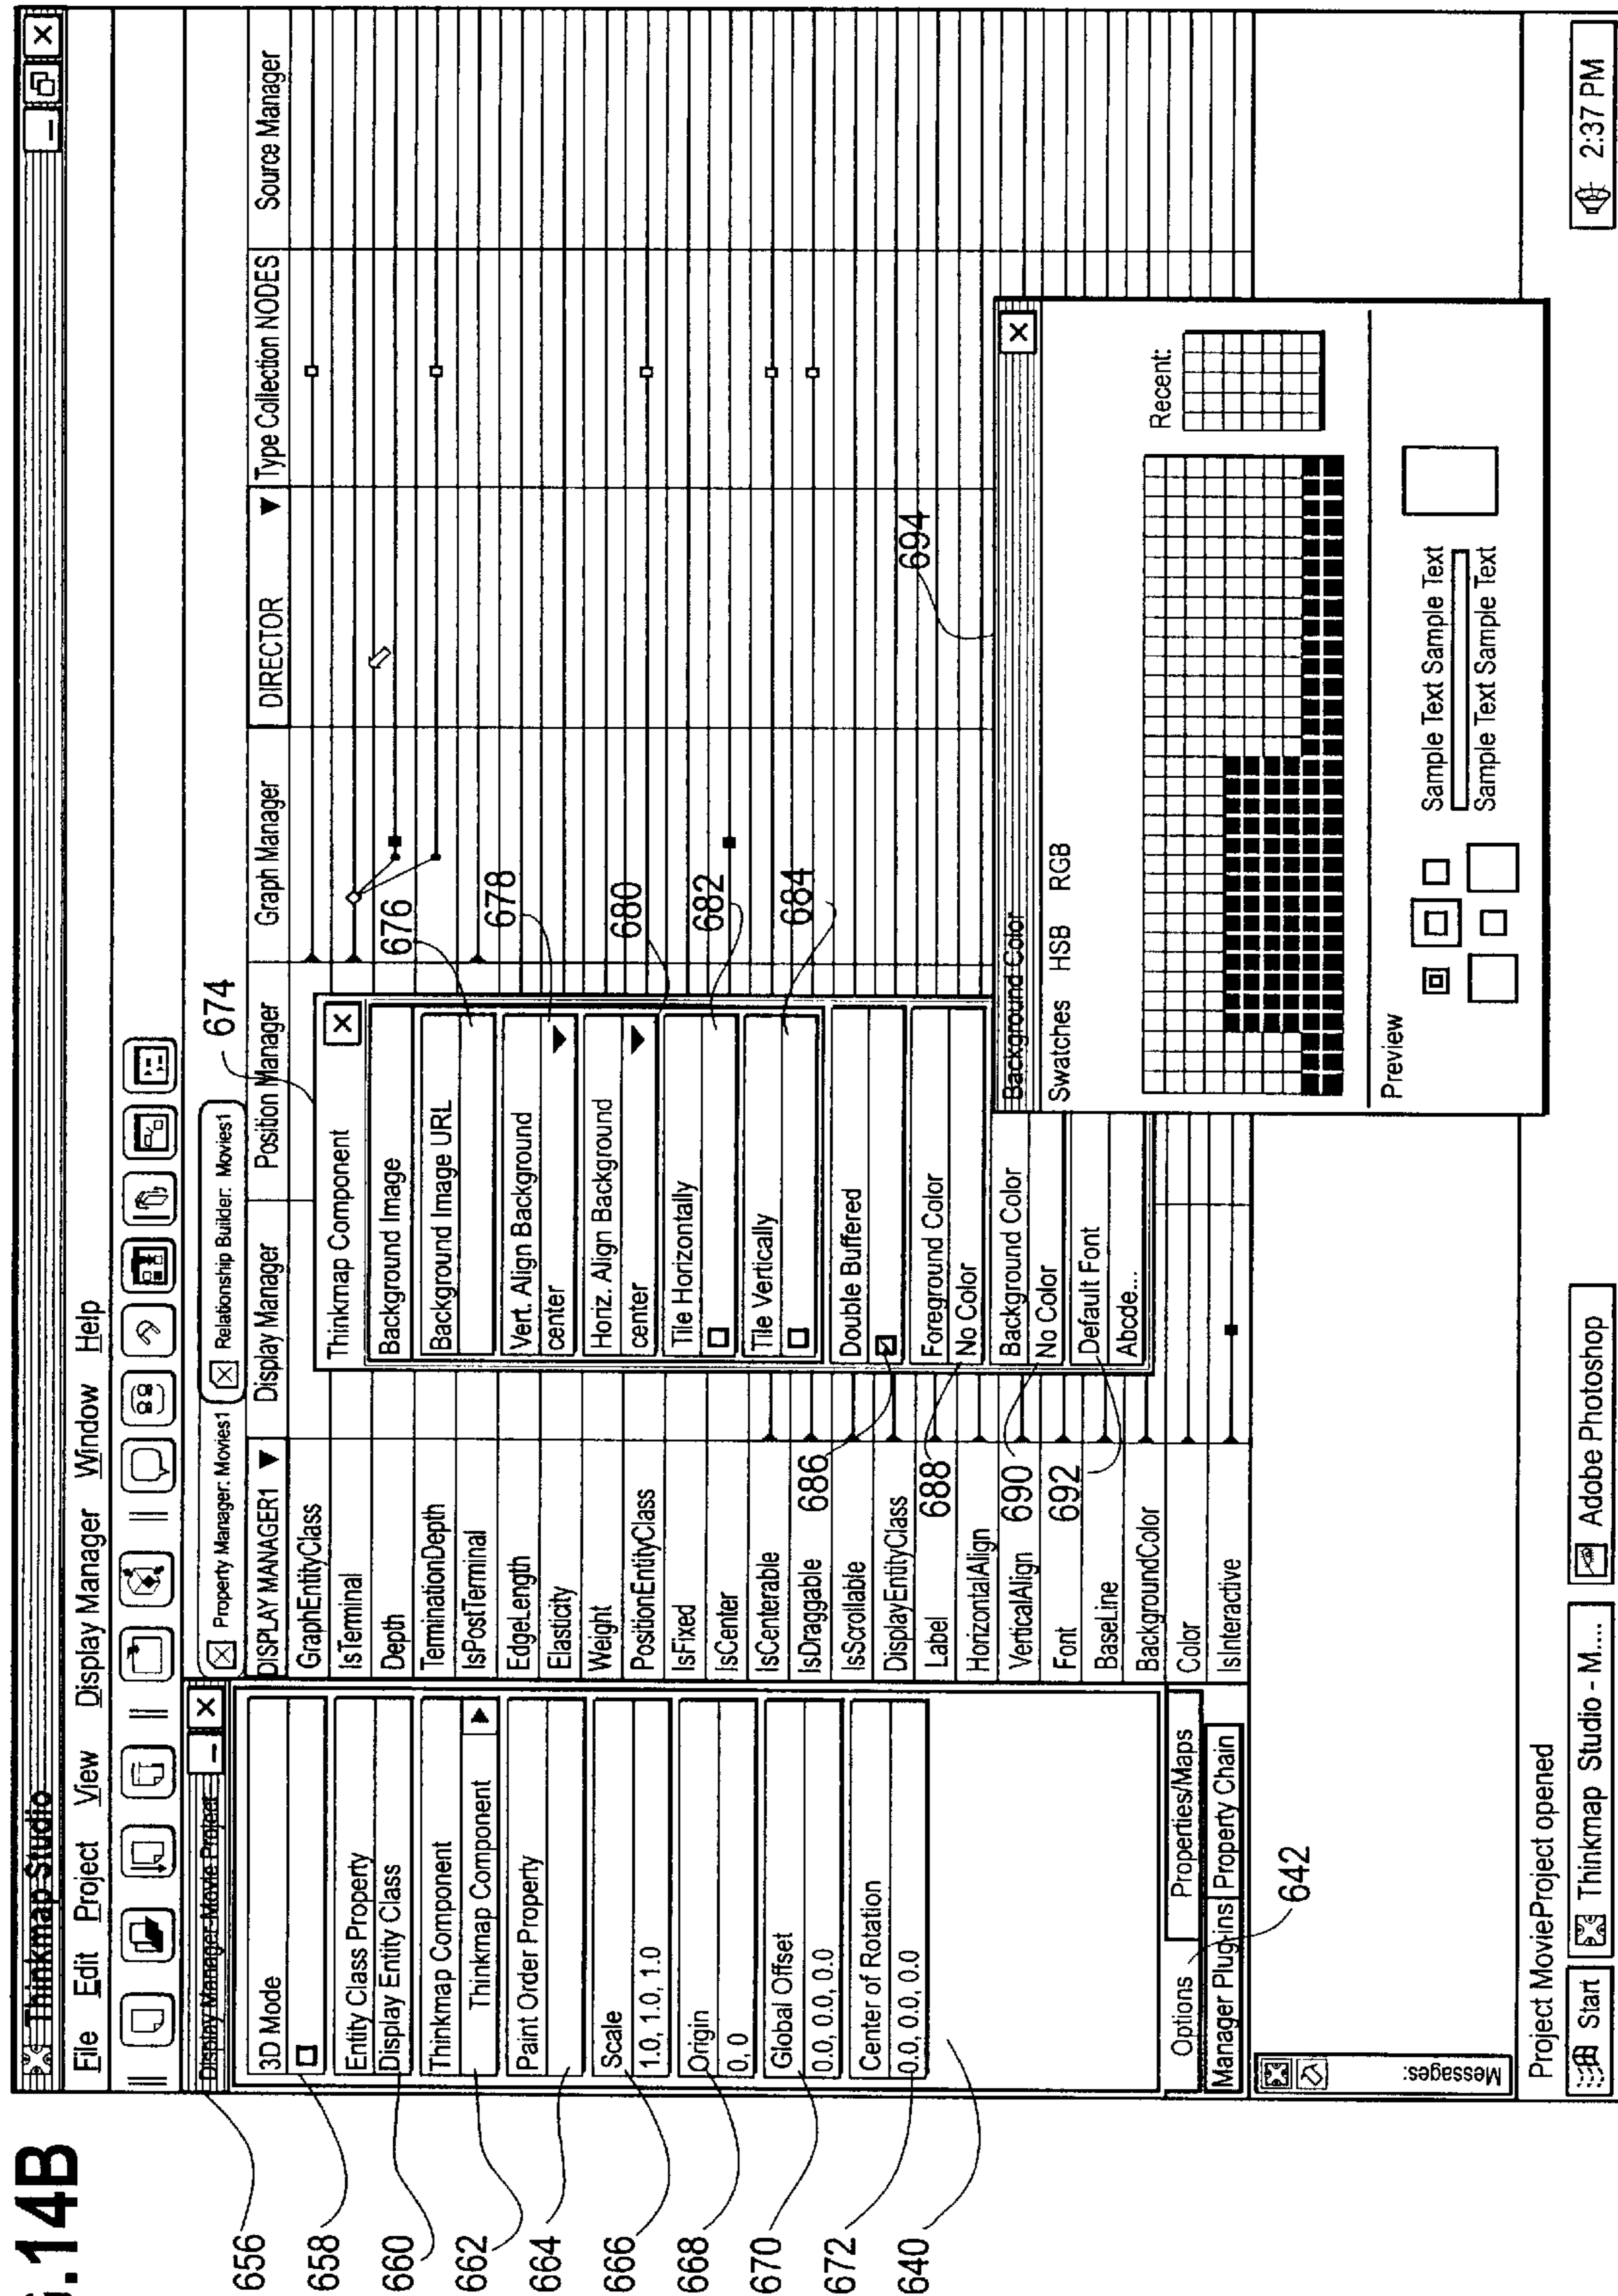 G. 14B
Thinkmap Studio
File Edit Project View Display Manager Window Help
Display Manager-Movie Project
Property Manager: Movies1
Relationship Builder: Movies1
674
3D Mode
Entity Class Property
Display Entity Class
Thinkmap Component
Thinkmap Component
Paint Order Property
Scale
1.0, 1.0, 1.0
Origin
0, 0
Global Offset
0.0, 0.0, 0.0
Center of Rotation
0.0, 0.0, 0.0
Options
Properties/Maps
Manager Plug-ins
Property Chain
642
656
658
660
662
664
666
668
670
672
640
DISPLAY MANAGER1
Display Manager
Position Manager
Graph Manager
DIRECTOR
Type Collection NODES
Source Manager
GraphEntityClass
IsTerminal
Depth
TerminationDepth
IsPostTerminal
EdgeLength
Elasticity
Weight
PositionEntityClass
IsFixed
IsCenter
IsCenterable
IsDraggable
IsScrollable
DisplayEntityClass
Label
HorizontalAlign
VerticalAlign
Font
BaseLine
BackgroundColor
Color
IsInteractive
686
688
690
692
Thinkmap Component
Background Image
Background Image URL
Vert. Align Background
center
Horiz. Align Background
center
Tile Horizontally
Tile Vertically
Double Buffered
Foreground Color
No Color
Background Color
No Color
Default Font
Abcde...
676
678
680
682
684
694
Background Color
Swatches HSB RGB
Recent:
Preview
Sample Text Sample Text
Sample Text Sample Text
Messages:
Project MovieProject opened
Start
Thinkmap Studio - M....
Adobe Photoshop
2:37 PM